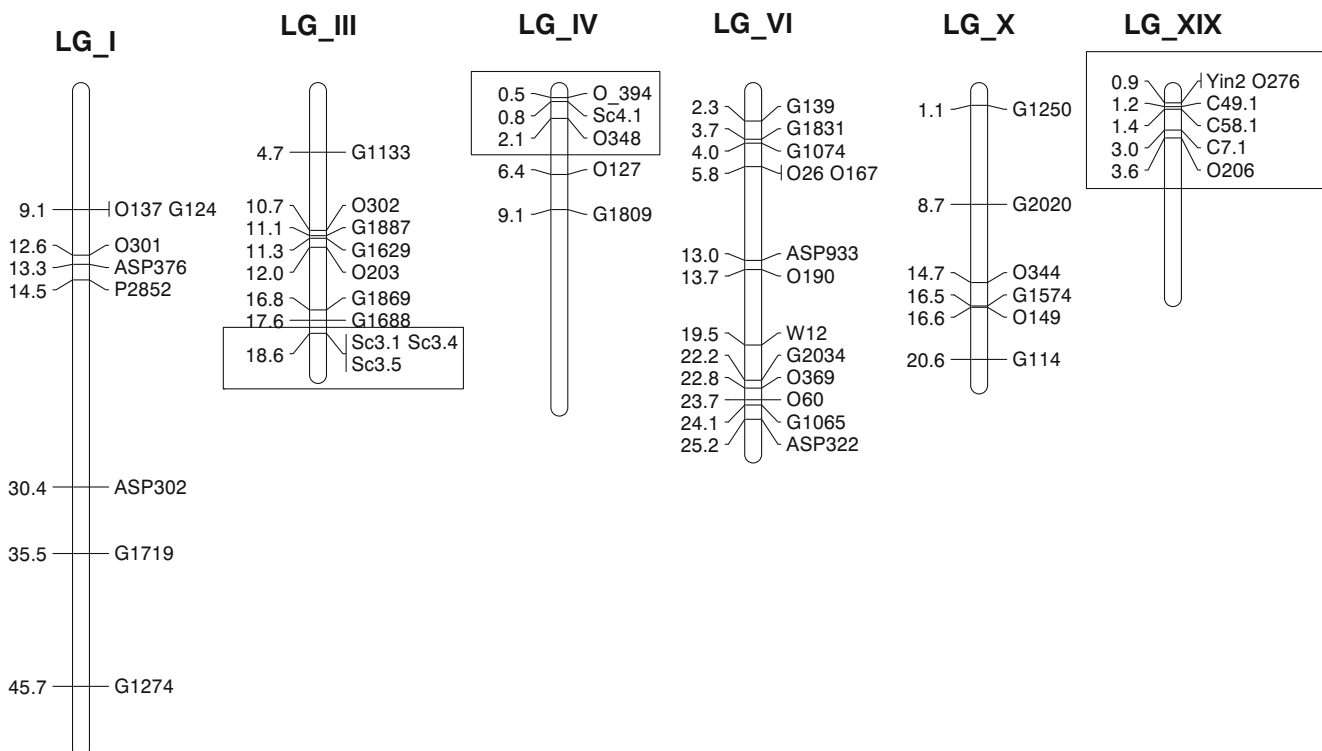 LG_I
9.1 O137 G124
12.6 O301
13.3 ASP376
14.5 P2852
30.4 ASP302
35.5 G1719
45.7 G1274
LG_III
4.7 G1133
10.7 O302
11.1 G1887
11.3 G1629
12.0 O203
16.8 G1869
17.6 G1688
18.6 Sc3.1 Sc3.4
Sc3.5
LG_IV
0.5 O_394
0.8 Sc4.1
2.1 O348
6.4 O127
9.1 G1809
LG_VI
2.3 G139
3.7 G1831
4.0 G1074
5.8 O26 O167
13.0 ASP933
13.7 O190
19.5 W12
22.2 G2034
22.8 O369
23.7 O60
24.1 G1065
25.2 ASP322
LG_X
1.1 G1250
8.7 G2020
14.7 O344
16.5 G1574
16.6 O149
20.6 G114
LG_XIX
0.9 Yin2 O276
1.2 C49.1
1.4 C58.1
3.0 C7.1
3.6 O206